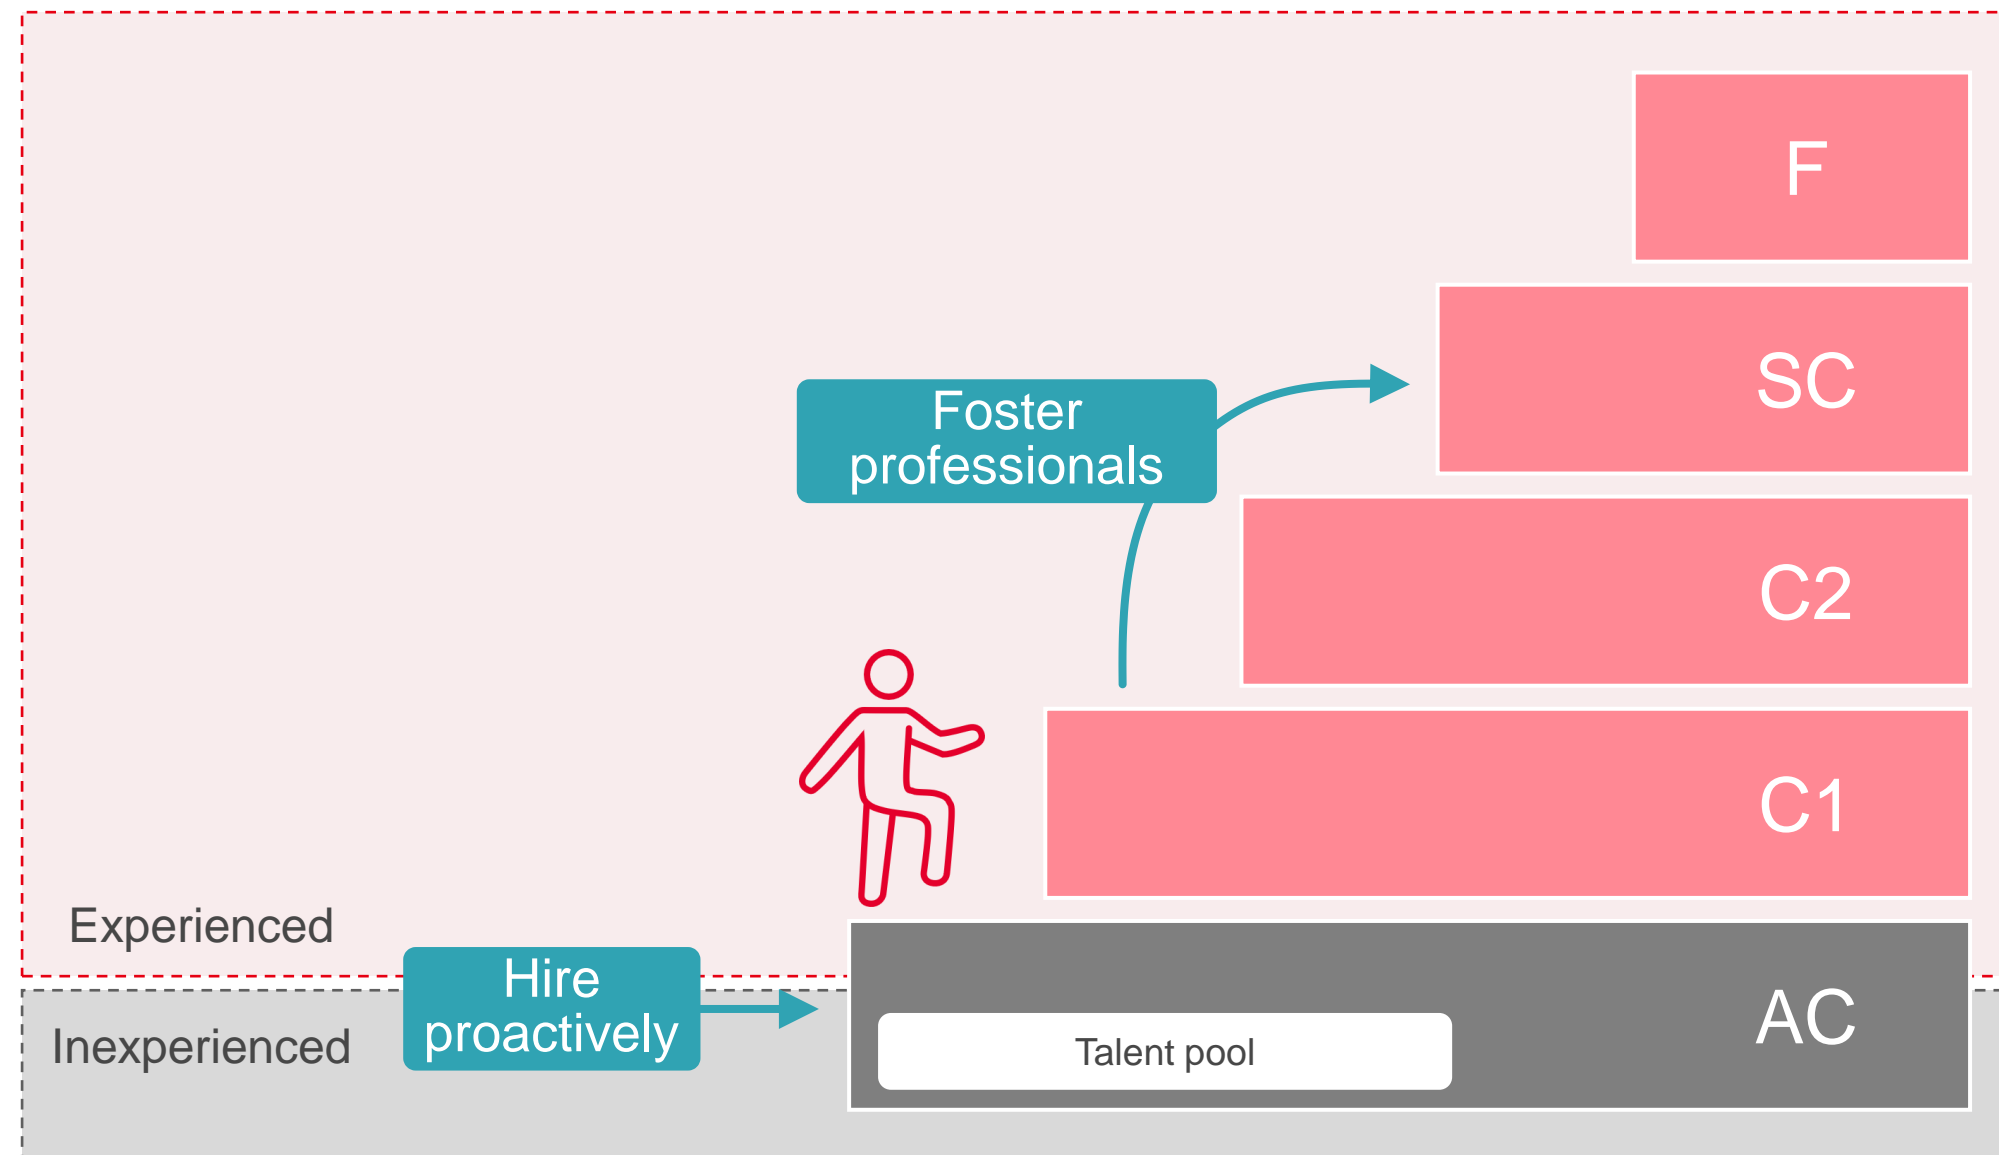 F
SC
Foster
professionals
C2
C1
Experienced
Hire
proactively
Inexperienced
AC
Talent pool